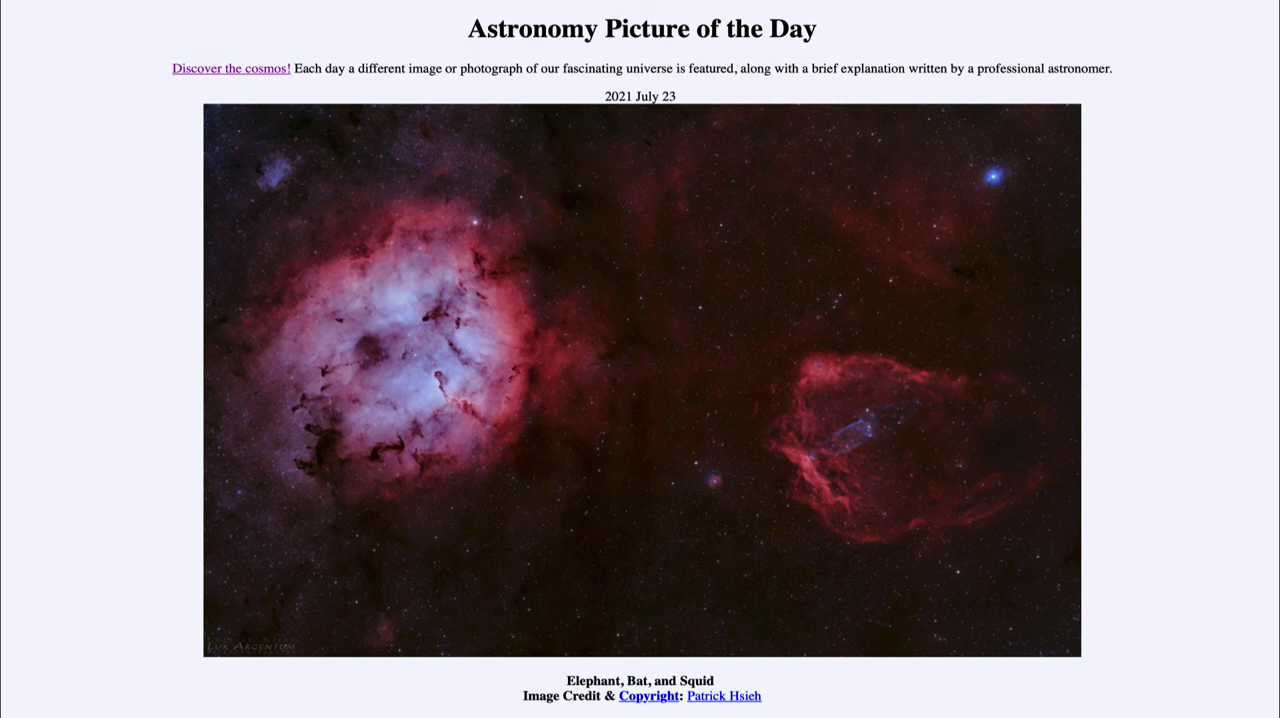 Astronomy Picture of the Day
Discover the cosmos! Each day a different image or photograph of our fascinating universe is featured, along with a brief explanation written by a professional astronomer.
2021 July 23
Lux Argentum
Elephant, Bat, and Squid
Image Credit & Copyright: Patrick Hsieh